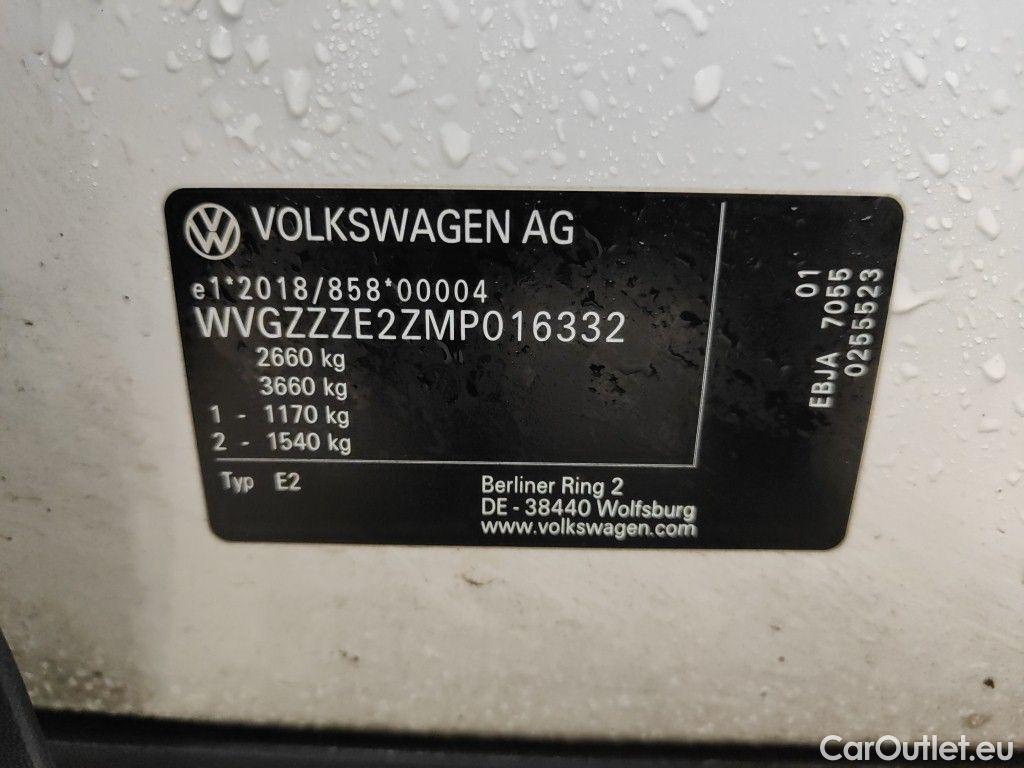 VOLKSWAGEN AG
e1*2018/858*00004
WVGZZZE2ZMP016332
2660 kg
3660 kg
1 - 1170 kg
2 - 1540 kg
Typ E2
Berliner Ring 2
DE - 38440 Wolfsburg
www.volkswagen.com
01
EBJA 7055
0255523
CarOutlet.eu